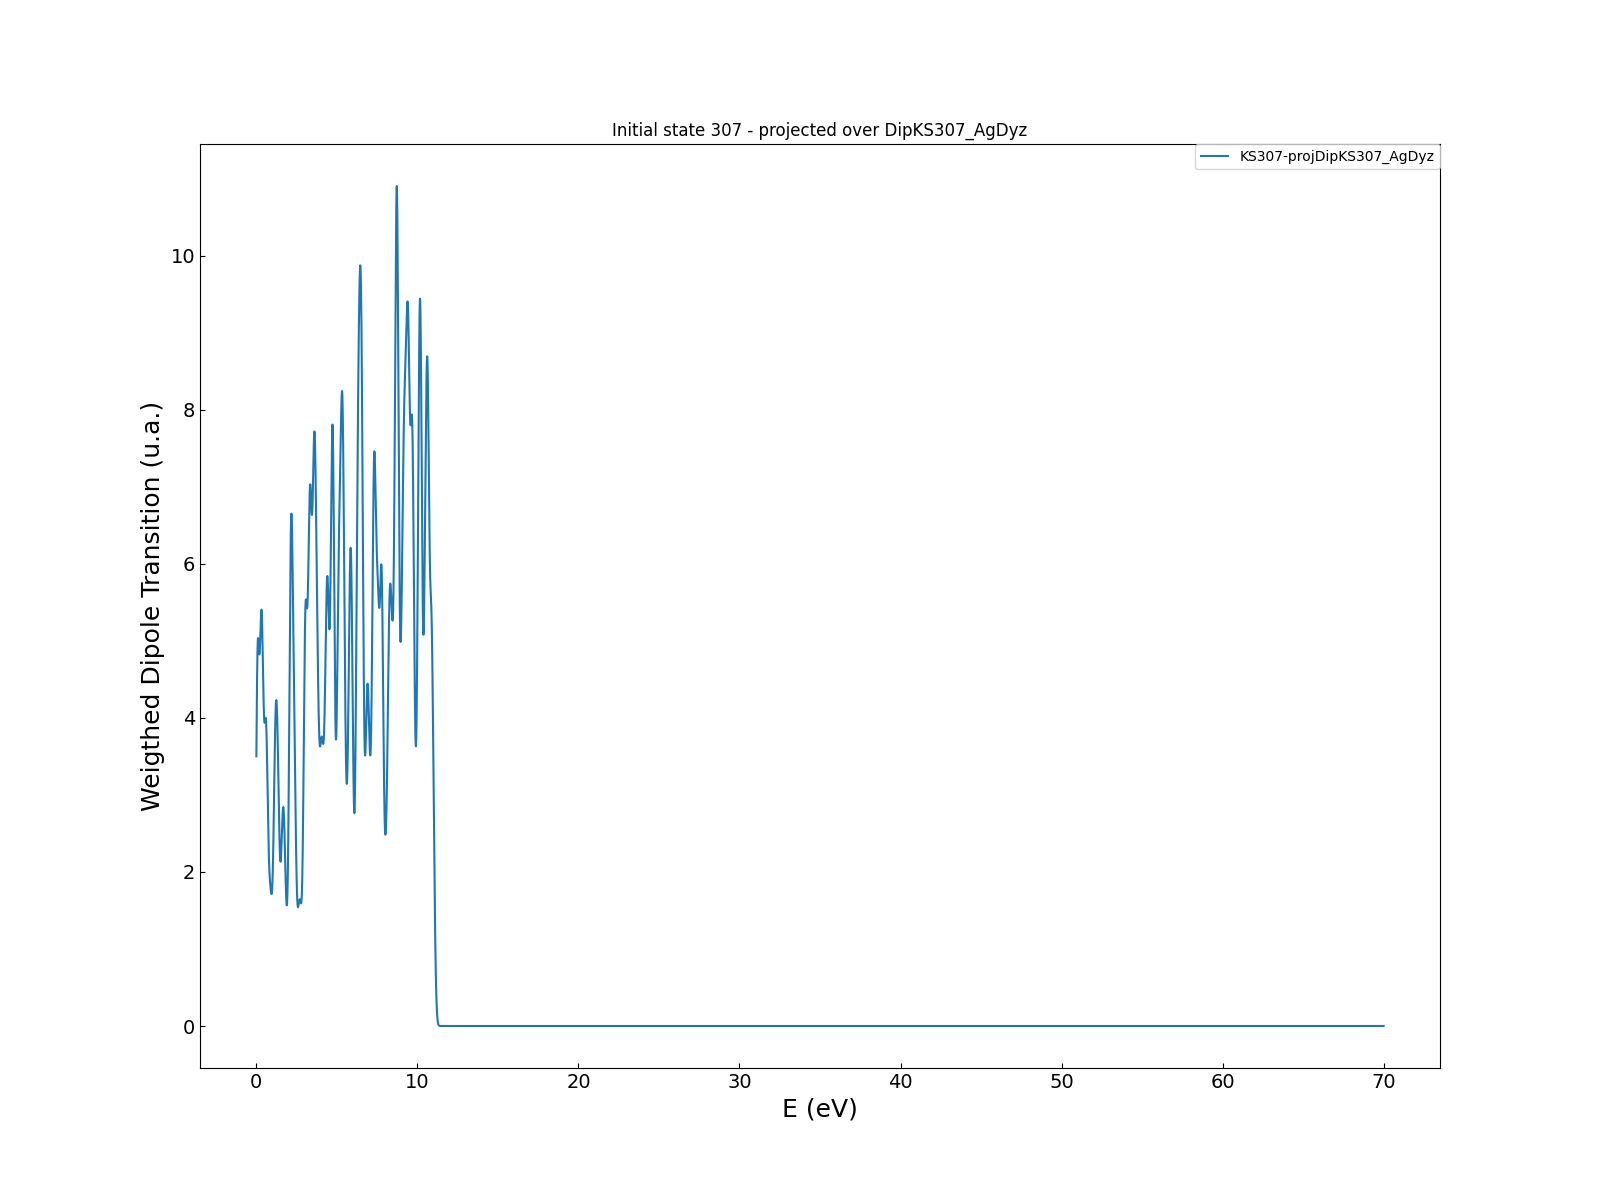 Initial state 307 - projected over DipKS307_AgDyz
KS307-projDipKS307_AgDyz
Weigthed Dipole Transition (u.a.)
10
8
6
4
2
0
0 10 20 30 40 50 60 70
E (eV)